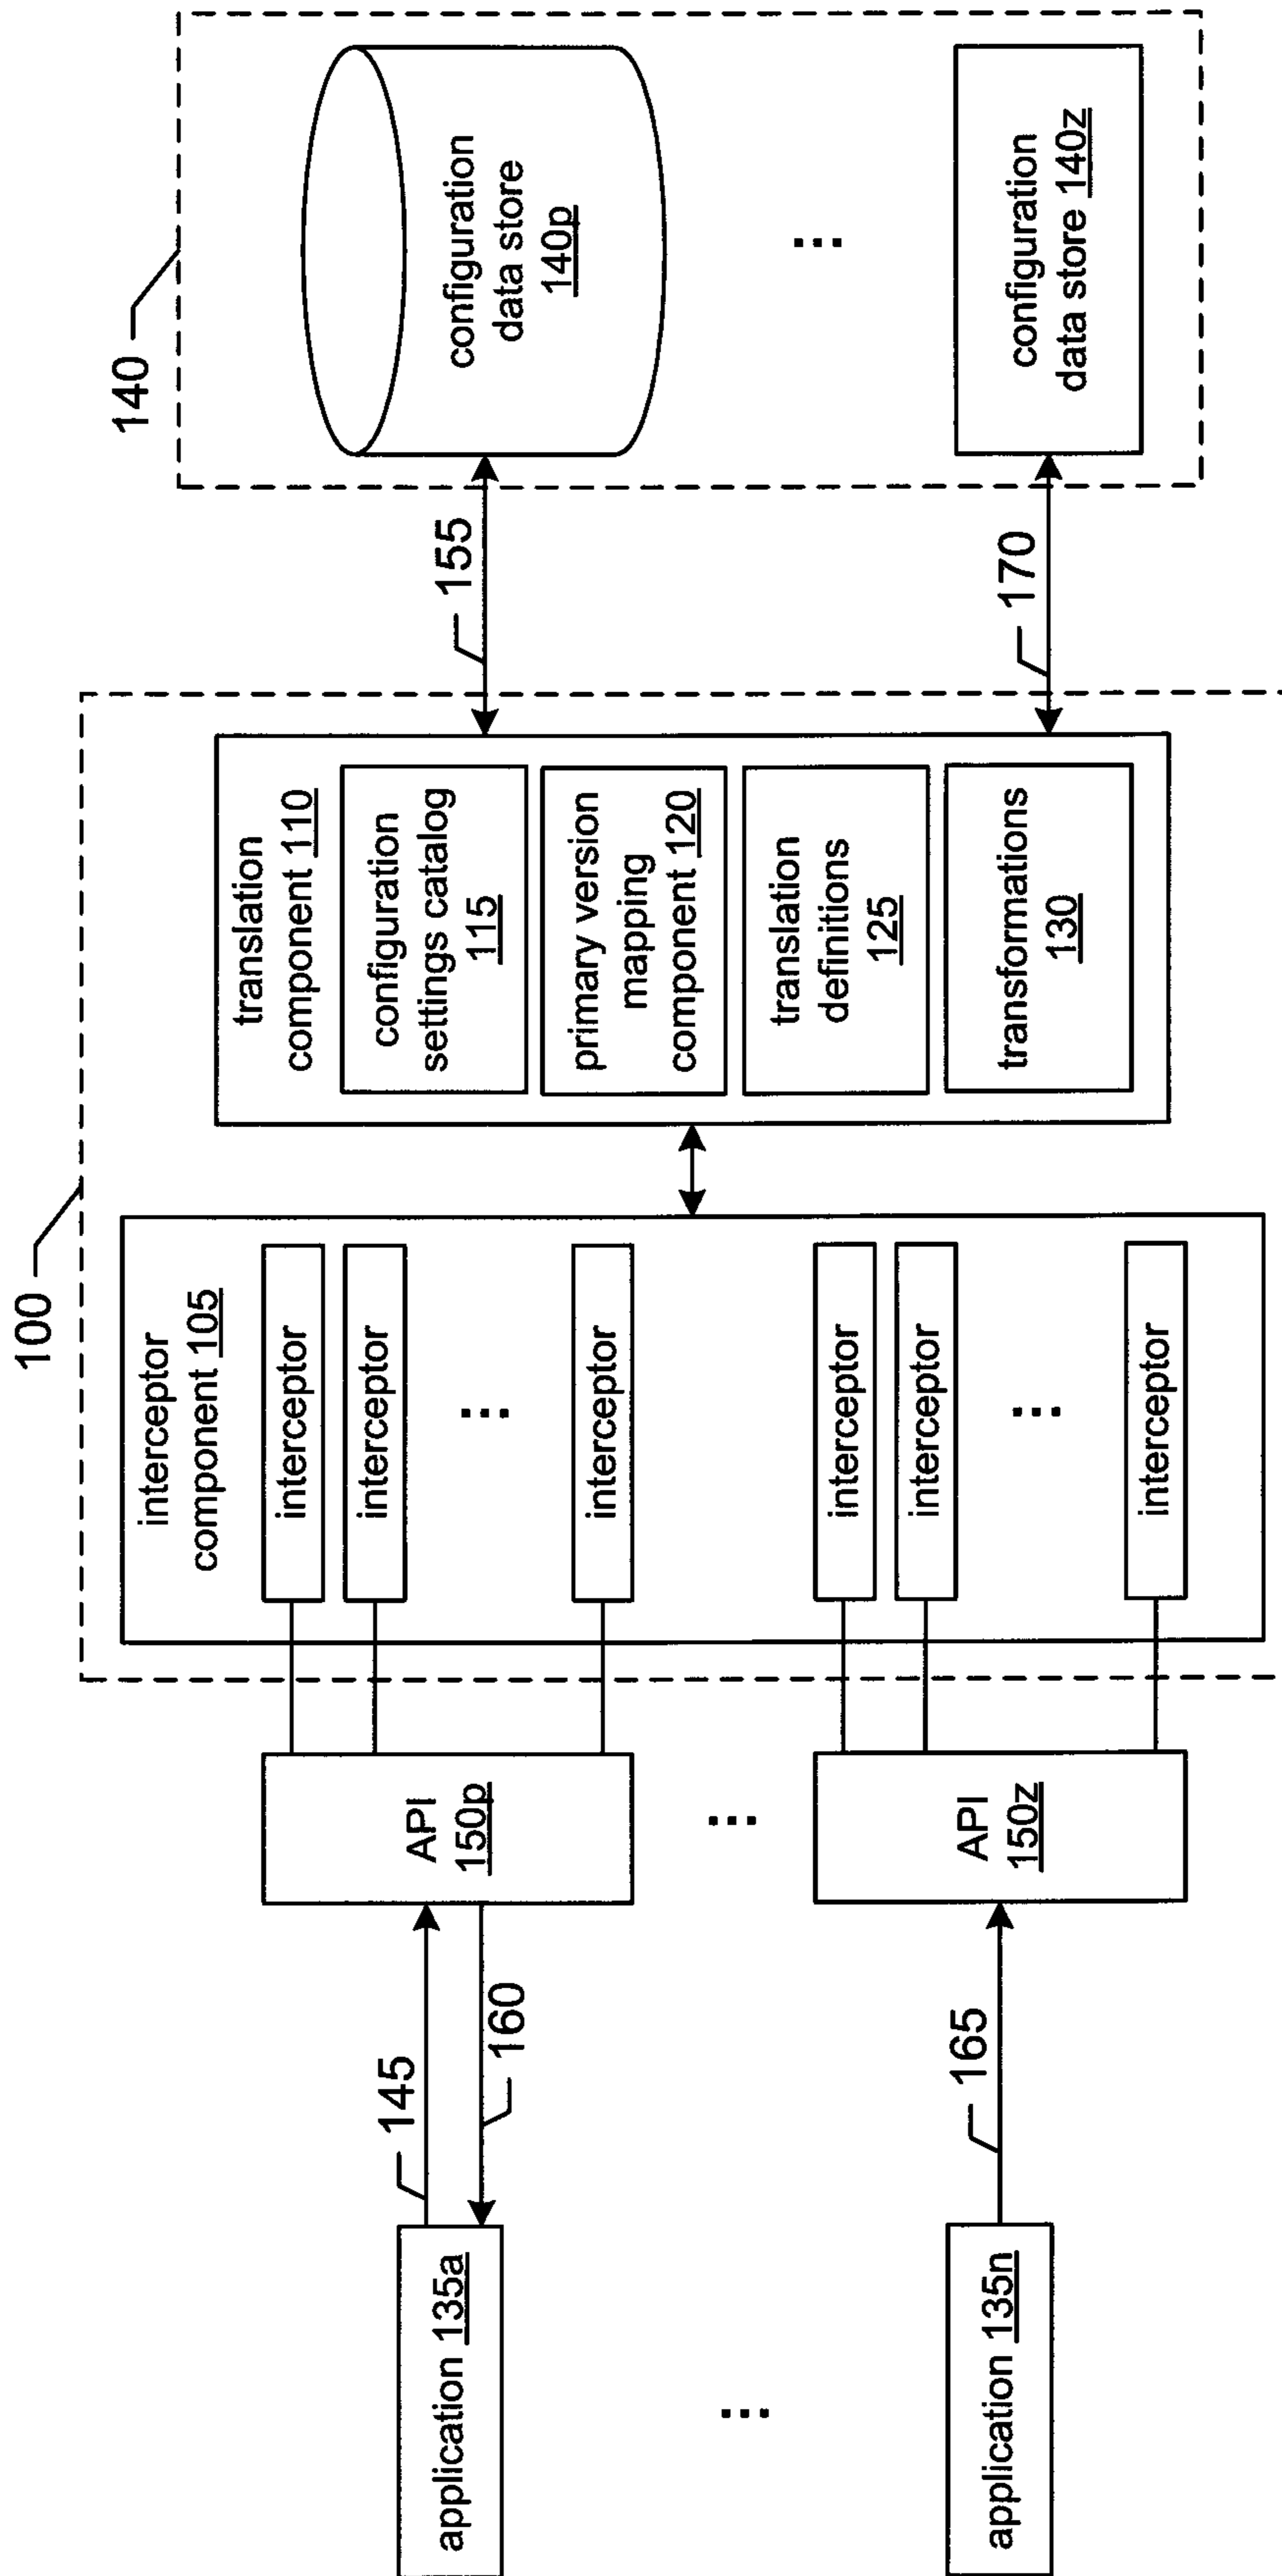 100
140
application 135a
145
160
API
150p
interceptor
component 105
interceptor
interceptor
...
interceptor
translation
component 110
configuration
settings catalog
115
primary version
mapping
component 120
translation
definitions
125
transformations
130
155
configuration
data store
140p
...
...
...
application 135n
165
API
150z
interceptor
interceptor
...
interceptor
170
configuration
data store 140z